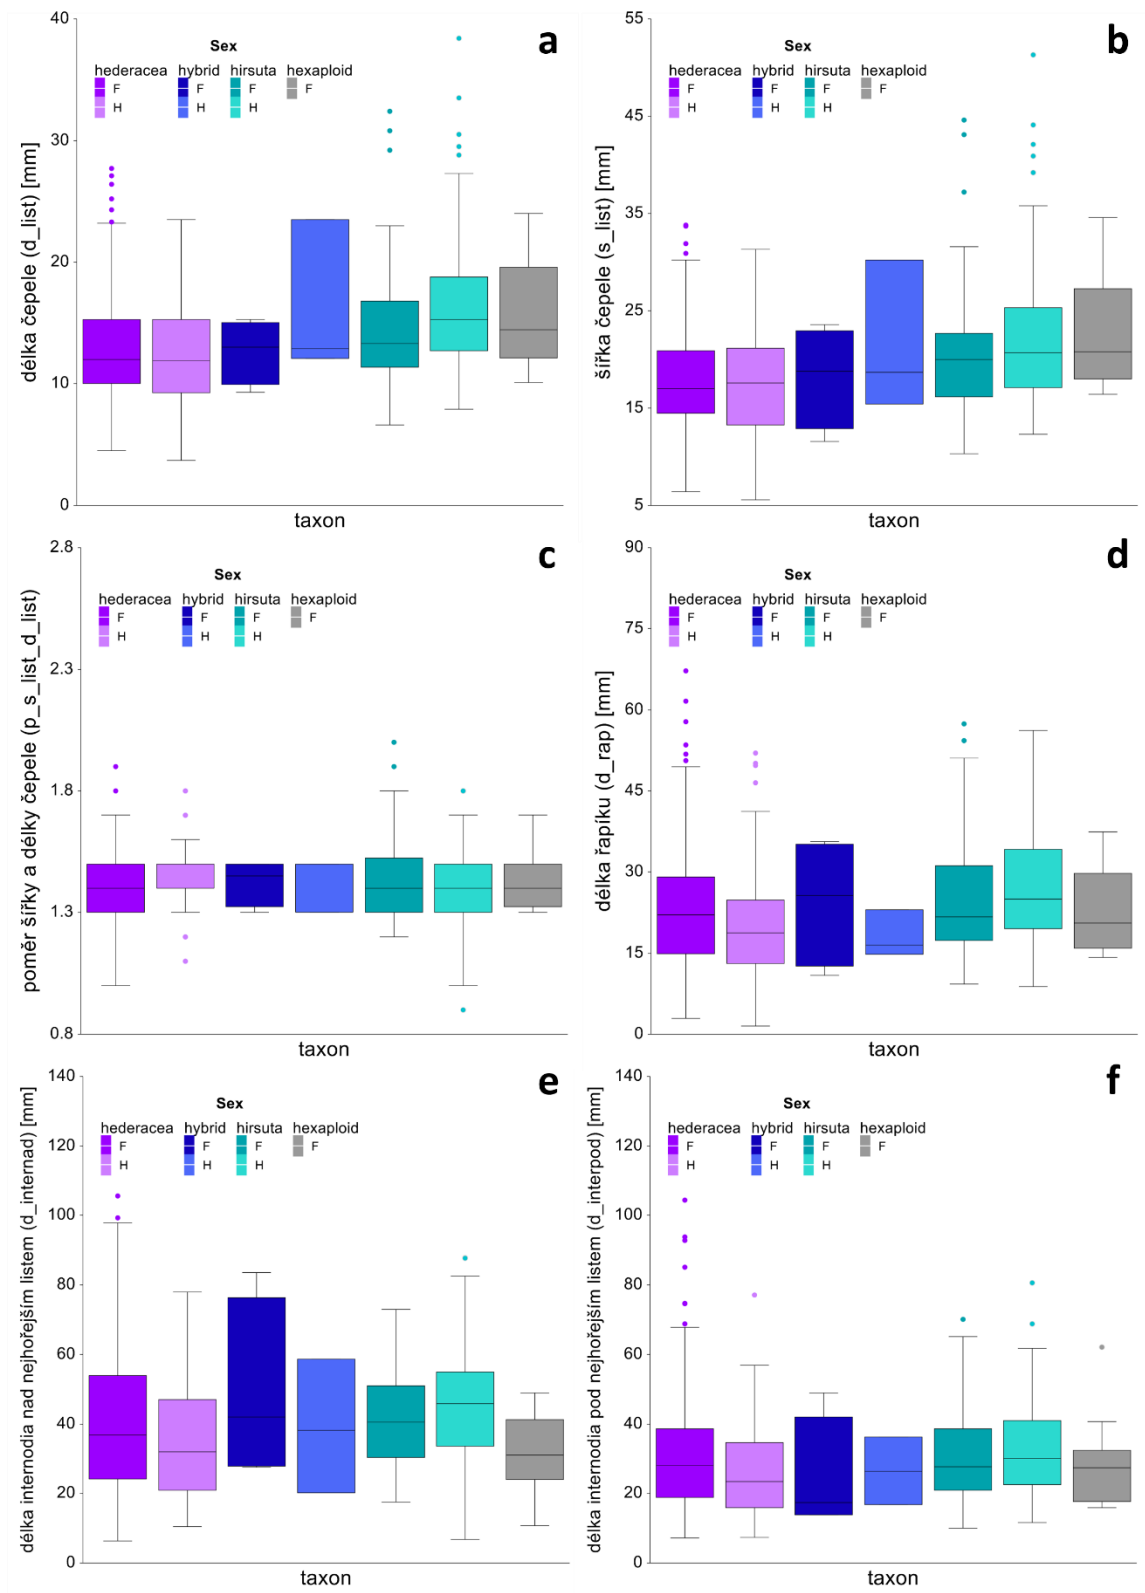 a
40
30
20
10
0
délka čepele (d_list) [mm]
Sex
hederacea hybrid hirsuta hexaploid
F F F F
H H H
taxon
b
55
45
35
25
15
5
šířka čepele (s_list) [mm]
Sex
hederacea hybrid hirsuta hexaploid
F F F F
H H H
taxon
c
2.8
2.3
1.8
1.3
0.8
poměr šířky a délky čepele (p_s_list_d_list)
Sex
hederacea hybrid hirsuta hexaploid
F F F F
H H H
taxon
d
90
75
60
45
30
15
0
délka řapíku (d_rap) [mm]
Sex
hederacea hybrid hirsuta hexaploid
F F F F
H H H
taxon
e
140
120
100
80
60
40
20
0
délka internodia nad nejhořejším listem (d_internad) [mm]
Sex
hederacea hybrid hirsuta hexaploid
F F F F
H H H
taxon
f
140
120
100
80
60
40
20
0
délka internodia pod nejhořejším listem (d_interpod) [mm]
Sex
hederacea hybrid hirsuta hexaploid
F F F F
H H H
taxon